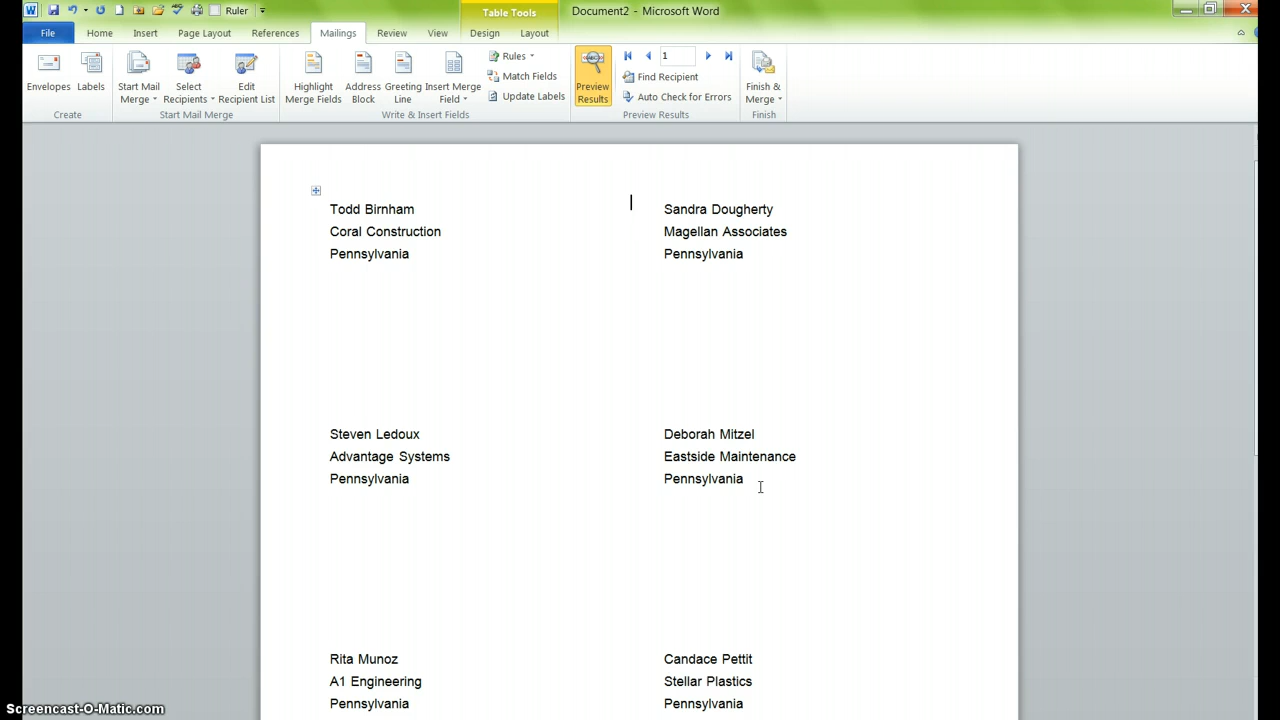 Ruler
Table Tools
Document2 - Microsoft Word
File
Home
Insert
Page Layout
References
Mailings
Review
View
Design
Layout
Envelopes
Labels
Create
Start Mail
Merge
Select
Recipients
Edit
Recipient List
Start Mail Merge
Highlight
Merge Fields
Address
Block
Greeting
Line
Insert Merge
Field
Rules
Match Fields
Update Labels
Write & Insert Fields
Preview
Results
1
Find Recipient
Auto Check for Errors
Preview Results
Finish &
Merge
Finish
Todd Birnham
Coral Construction
Pennsylvania
Sandra Dougherty
Magellan Associates
Pennsylvania
Steven Ledoux
Advantage Systems
Pennsylvania
Deborah Mitzel
Eastside Maintenance
Pennsylvania
Rita Munoz
A1 Engineering
Pennsylvania
Candace Pettit
Stellar Plastics
Pennsylvania
Screencast-O-Matic.com